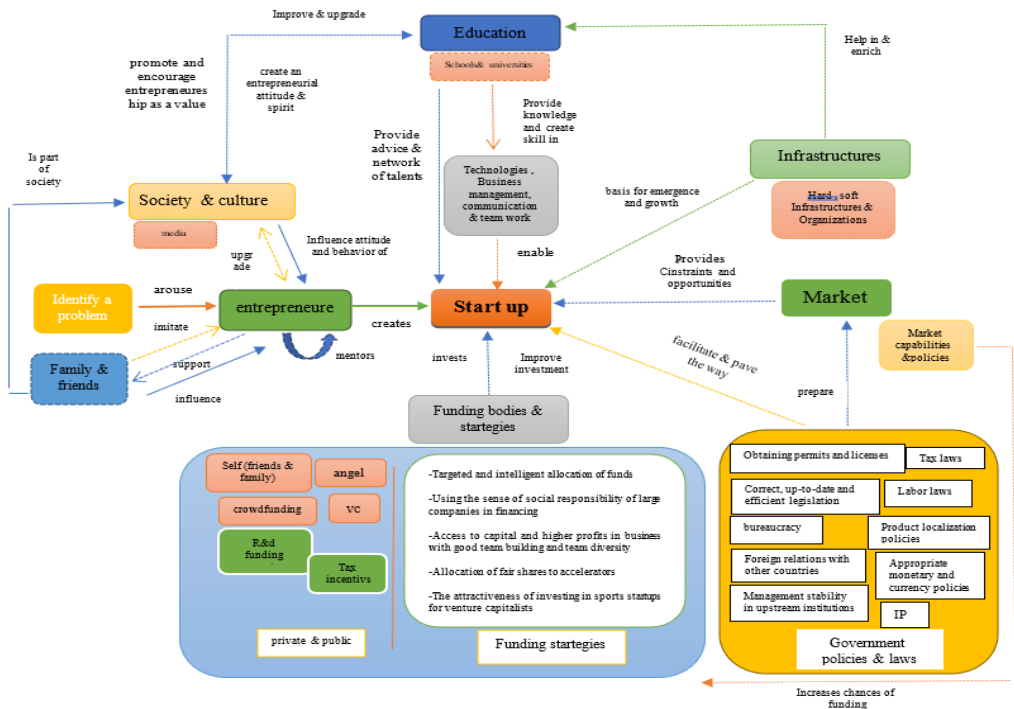 Improve & upgrade
Education
Schools& universities
Help in &
enrich
promote and
encourage
entrepreneures
hip as a value
create an
entrepreneurial
attitude &
spirit
Provide
advice &
network
of talents
Provide
knowledge
and create
skill in
Is part
of
society
Infrastructures
Hard , soft
Infrastructures &
Organizations
Technologies ,
Business
management,
communication
& team work
basis for emergence
and growth
Society & culture
media
Influence attitude
and behavior of
upgr
ade
enable
Provides
Cinstraints and
opportunities
Identify a
problem
arouse
entrepreneure
creates
Start up
Market
imitate
Market
capabilities
&policies
Family &
friends
support
influence
mentors
invests
Improve
investment
facilitate & pave
the way
prepare
Funding bodies &
startegies
Self (friends &
family)
angel
crowdfunding
vc
R&d
funding
Tax
incentivs
private & public
-Targeted and intelligent allocation of funds
-Using the sense of social responsibility of large
companies in financing
-Access to capital and higher profits in business
with good team building and team diversity
-Allocation of fair shares to accelerators
-The attractiveness of investing in sports startups
for venture capitalists
Funding startegies
Obtaining permits and licenses
Tax laws
Correct, up-to-date and
efficient legislation
Labor laws
bureaucracy
Product localization
policies
Foreign relations with
other countries
Appropriate
monetary and
currency policies
Management stability
in upstream institutions
IP
Government
policies & laws
Increases chances of
funding